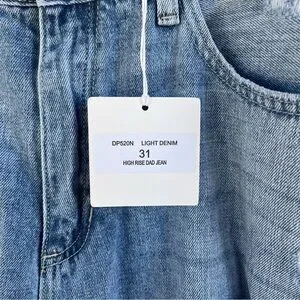 DP520N LIGHT DENIM
31
HIGH RISE DAD JEAN